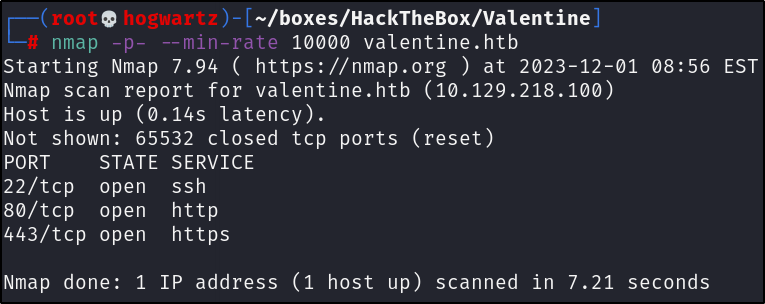 ┌──(root💀hogwartz)-[~/boxes/HackTheBox/Valentine]
└─# nmap -p- --min-rate 10000 valentine.htb
Starting Nmap 7.94 ( https://nmap.org ) at 2023-12-01 08:56 EST
Nmap scan report for valentine.htb (10.129.218.100)
Host is up (0.14s latency).
Not shown: 65532 closed tcp ports (reset)
PORT    STATE SERVICE
22/tcp  open  ssh
80/tcp  open  http
443/tcp open  https
Nmap done: 1 IP address (1 host up) scanned in 7.21 seconds